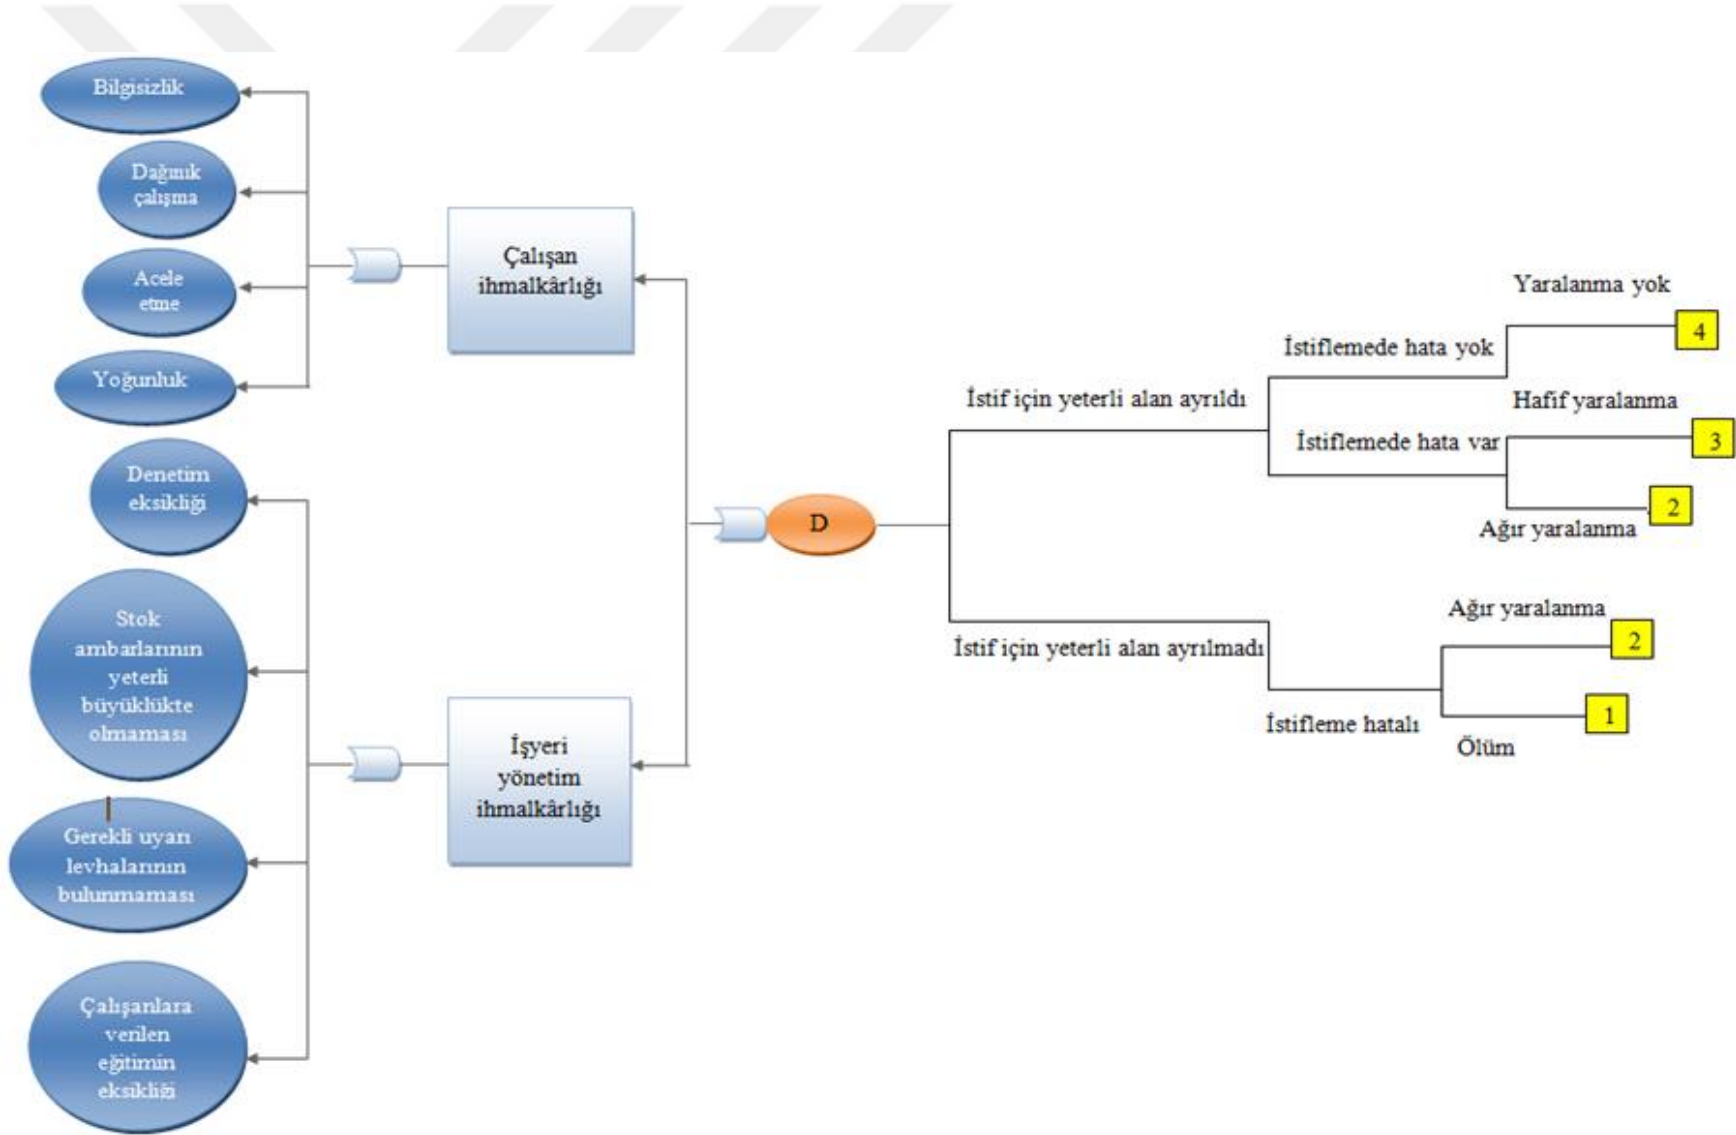 Bilgisizlik
Dağınık
çalışma
Acele
etme
Yoğunluk
Denetim
eksikliği
Stok
ambarlarının
yeterli
büyüklükte
olmaması
Gerekli uyarı
levhalarının
bulunmaması
Çalışanlara
verilen
eğitimin
eksikliği
Çalışan
ihmalkârlığı
İşyeri
yönetim
ihmalkârlığı
D
İstif için yeterli alan ayrıldı
İstif için yeterli alan ayrılmadı
İstiflemede hata yok
İstiflemede hata var
İstifleme hatalı
Yaralanma yok
4
Hafif yaralanma
3
2
Ağır yaralanma
Ağır yaralanma
2
1
Ölüm